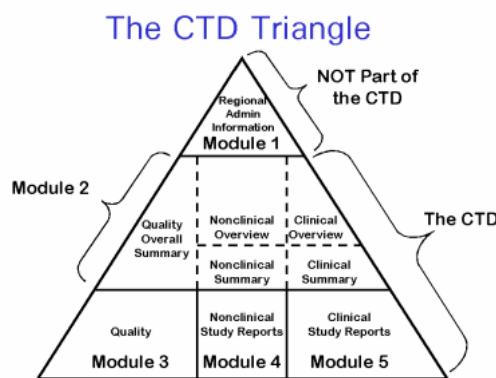 The CTD Triangle
NOT Part of
the CTD
Regional
Admin
Information
Module 1
Module 2
The CTD
Quality
Overall
Summary
Nonclinical
Overview
Clinical
Overview
Nonclinical
Summary
Clinical
Summary
Quality
Module 3
Nonclinical
Study Reports
Module 4
Clinical
Study Reports
Module 5